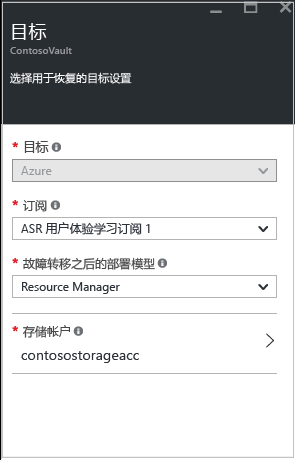 目标
ContosoVault
选择用于恢复的目标设置
* 目标
Azure
* 订阅
ASR 用户体验学习订阅 1
* 故障转移之后的部署模型
Resource Manager
* 存储帐户
contosostorageacc